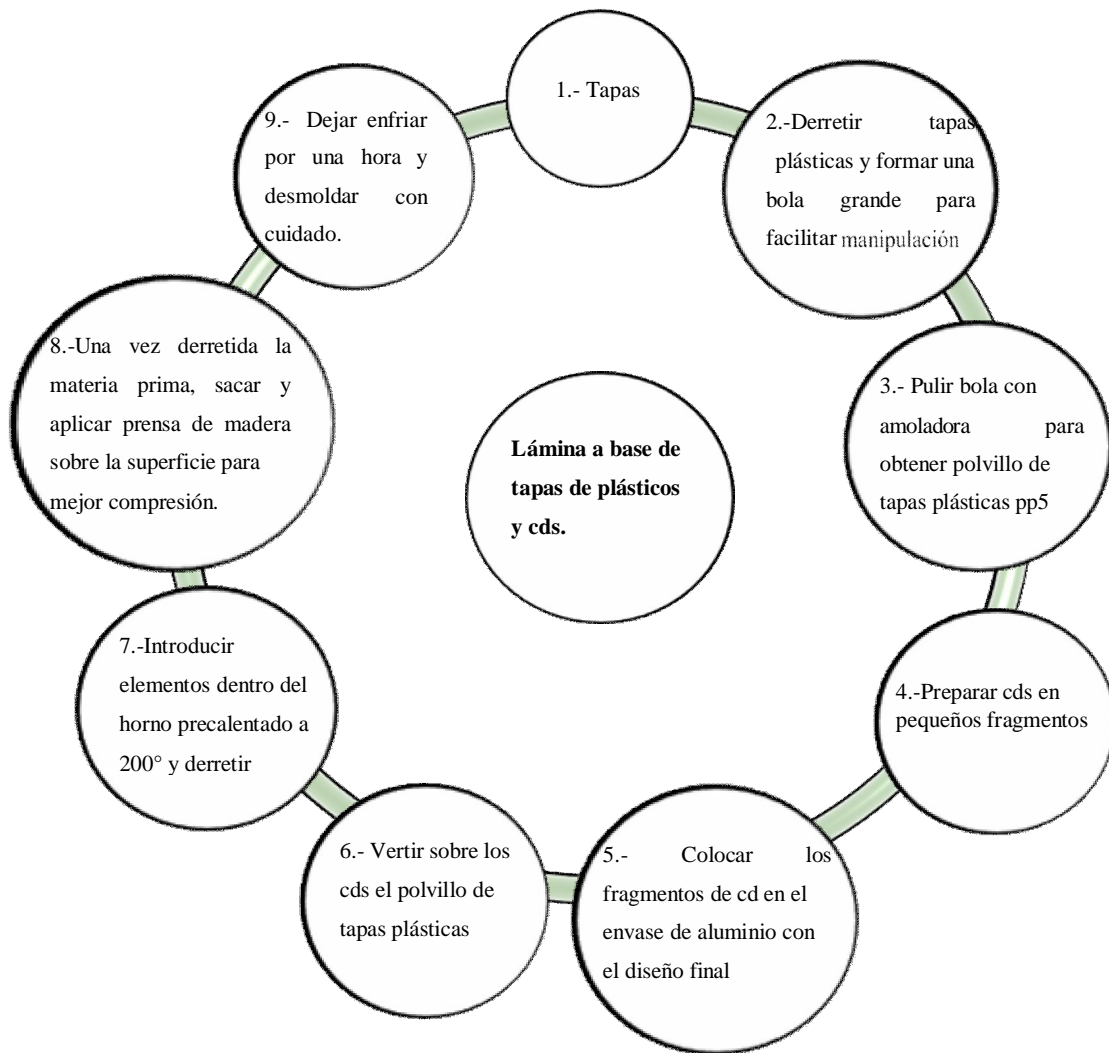 1.- Tapas
2.-Derretir tapas
plásticas y formar una
bola grande para
facilitar manipulación
3.- Pulir bola con
amoladora para
obtener polvillo de
tapas plásticas pp5
4.-Preparar cds en
pequeños fragmentos
5.- Colocar los
fragmentos de cd en el
envase de aluminio con
el diseño final
6.- Vertir sobre los
cds el polvillo de
tapas plásticas
7.-Introducir
elementos dentro del
horno precalentado a
200° y derretir
8.-Una vez derretida la
materia prima, sacar y
aplicar prensa de madera
sobre la superficie para
mejor compresión.
9.- Dejar enfriar
por una hora y
desmoldar con
cuidado.
Lámina a base de
tapas de plásticos
y cds.